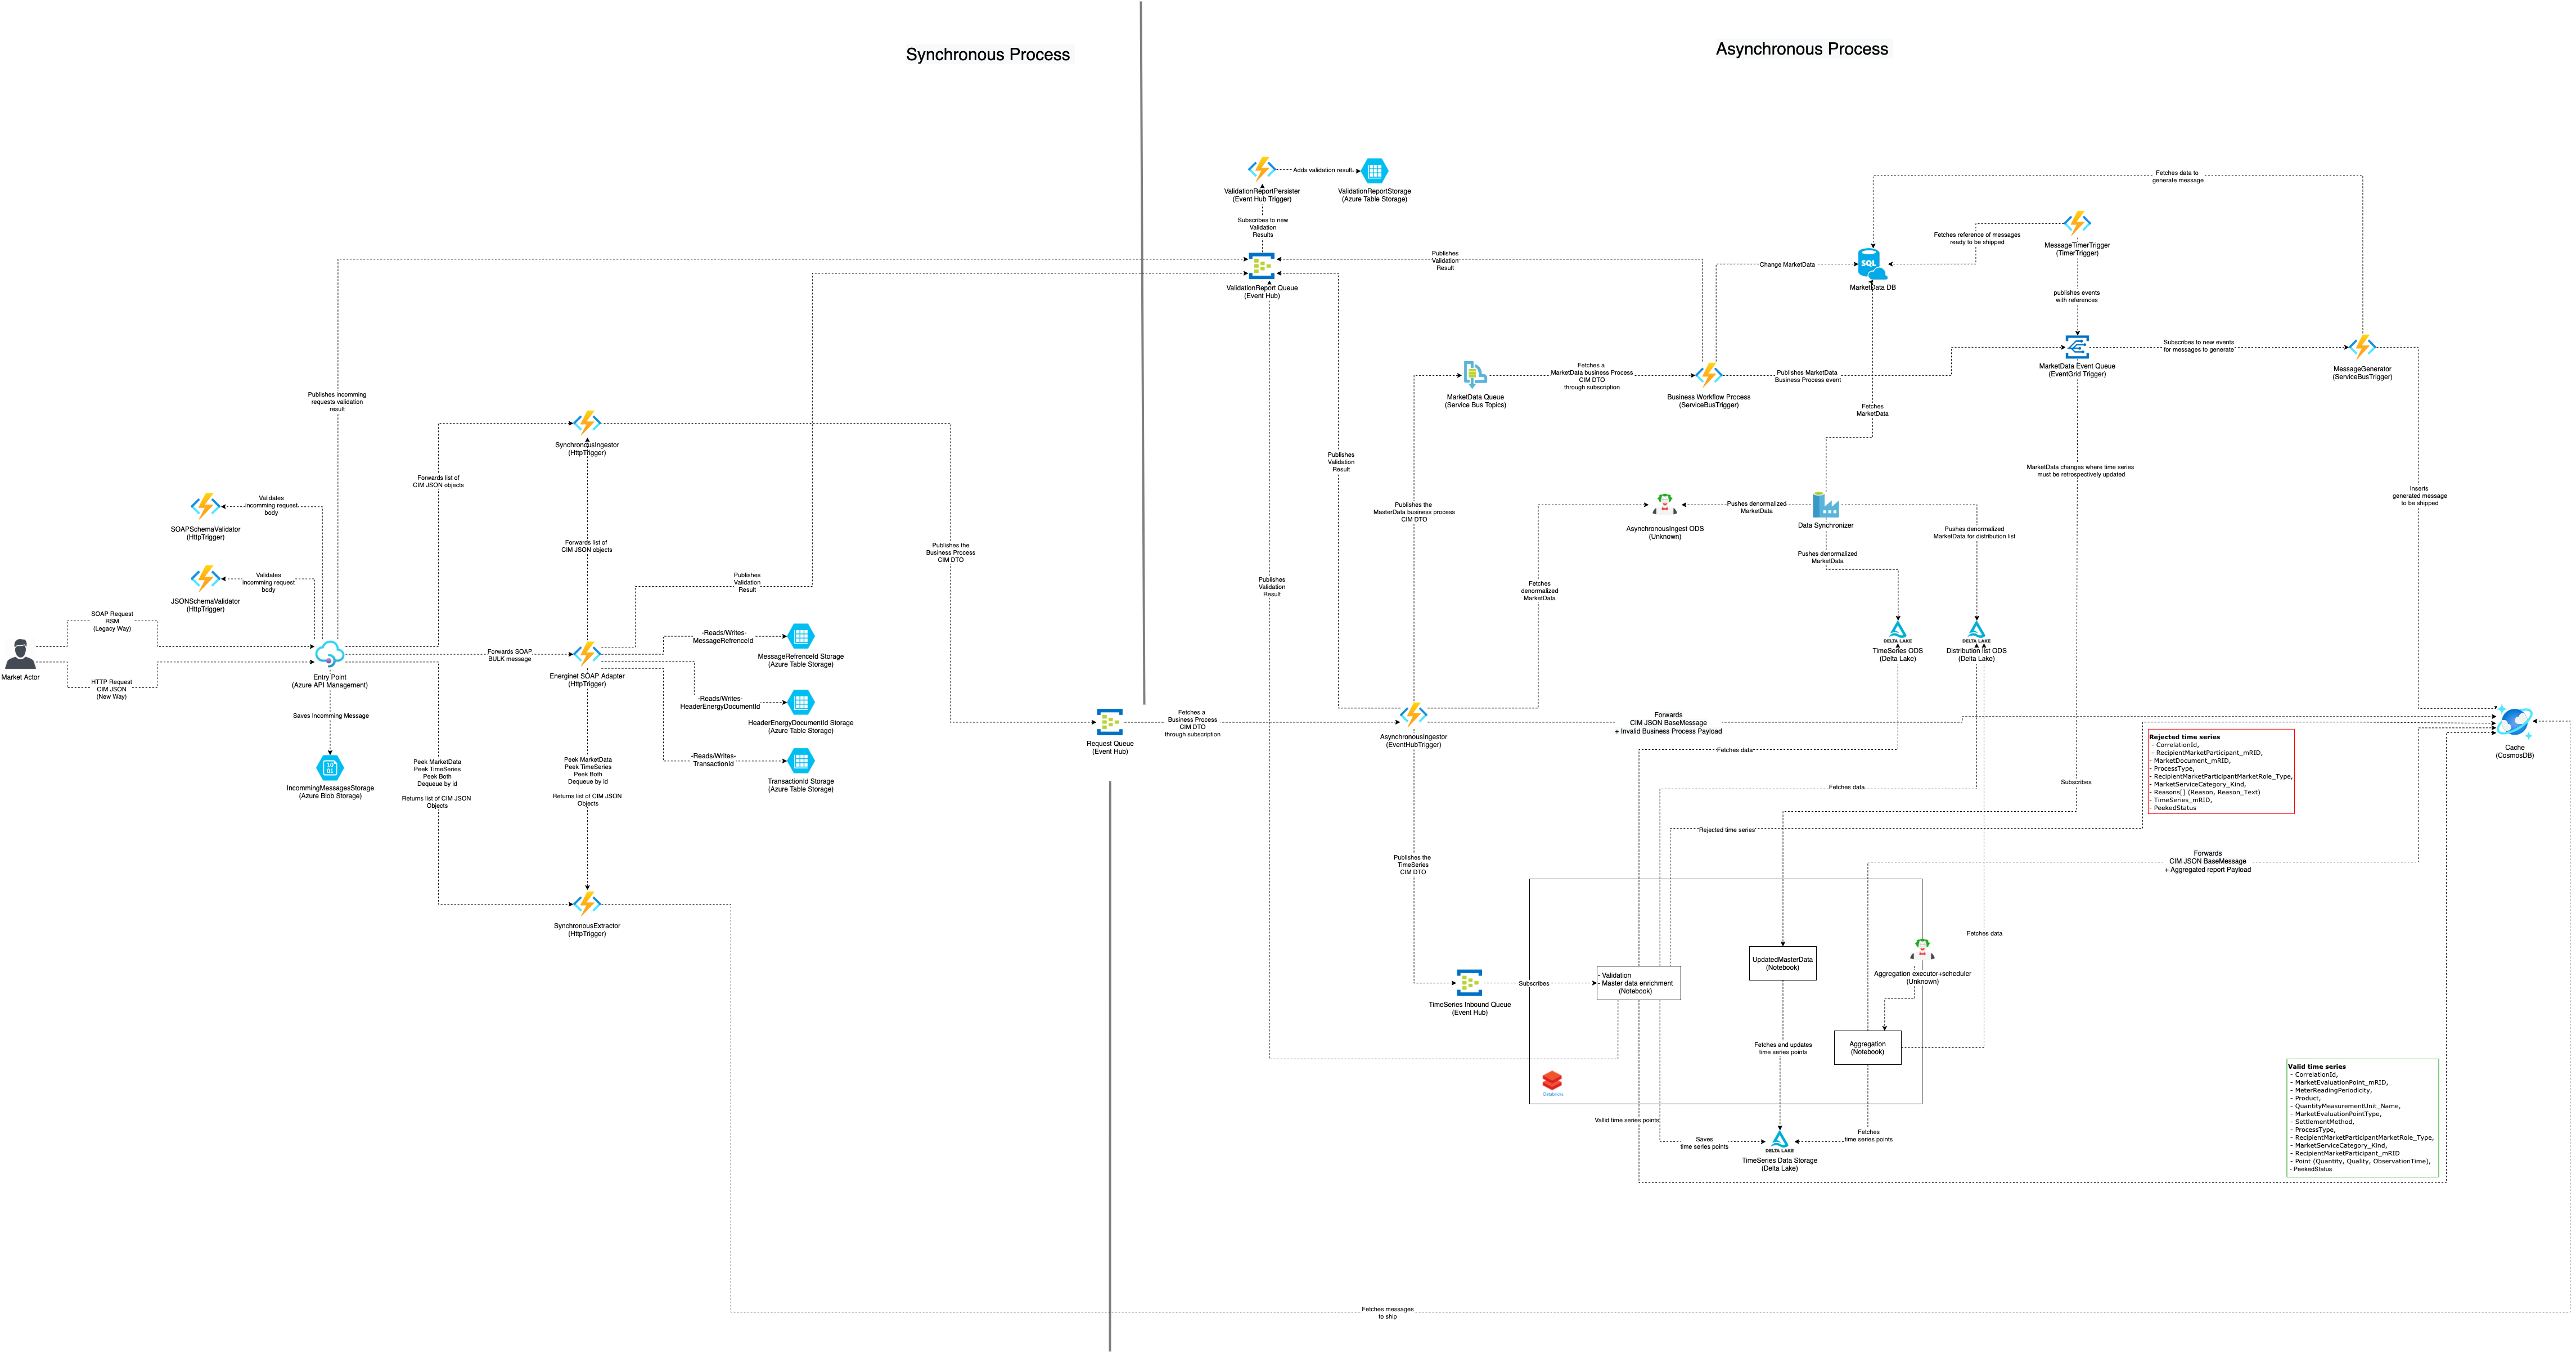 Synchronous Process
Asynchronous Process
Adds validation result
ValidationReportPersister
(Event Hub Trigger)
ValidationReportStorage
(Azure Table Storage)
Subscribes to new
Validation
Results
ValidationReport Queue
(Event Hub)
Publishes
Validation
Result
Change MarketData
MarketData DB
SQL
Fetches data to
generate message
Fetches reference of messages
ready to be shipped
MessageTimerTrigger
(TimerTrigger)
publishes events
with references
MarketData Event Queue
(EventGrid Trigger)
Subscribes to new events
for messages to generate
MessageGenerator
(ServiceBusTrigger)
MarketData Queue
(Service Bus Topics)
Fetches a
MarketData business Process
CIM DTO
through subscription
Business Workflow Process
(ServiceBusTrigger)
Publishes MarketData
Business Process event
Publishes incomming
requests validation
result
SynchronousIngestor
(HttpTrigger)
Forwards list of
CIM JSON objects
Forwards list of
CIM JSON objects
Validates
incomming request
body
SOAPSchemaValidator
(HttpTrigger)
Validates
incomming request
body
JSONSchemaValidator
(HttpTrigger)
SOAP Request
RSM
(Legacy Way)
Market Actor
HTTP Request
CIM JSON
(New Way)
Entry Point
(Azure API Management)
Forwards SOAP
BULK message
Energinet SOAP Adapter
(HttpTrigger)
Saves Incomming Message
10
01
IncommingMessagesStorage
(Azure Blob Storage)
Publishes
Validation
Result
-Reads/Writes-
MessageRefrenceId
MessageRefrenceId Storage
(Azure Table Storage)
-Reads/Writes-
HeaderEnergyDocumentId
HeaderEnergyDocumentId Storage
(Azure Table Storage)
-Reads/Writes-
TransactionId
TransactionId Storage
(Azure Table Storage)
Peek MarketData
Peek TimeSeries
Peek Both
Dequeue by id
Returns list of CIM JSON
Objects
Peek MarketData
Peek TimeSeries
Peek Both
Dequeue by id
Returns list of CIM JSON
Objects
SynchronousExtractor
(HttpTrigger)
Publishes the
Business Process
CIM DTO
Request Queue
(Event Hub)
Fetches a
Business Process
CIM DTO
through subscription
AsynchronousIngestor
(EventHubTrigger)
Publishes
Validation
Result
Publishes
Validation
Result
Publishes the
MasterData business process
CIM DTO
Fetches
denormalized
MarketData
AsynchronousIngest ODS
(Unknown)
Pushes denormalized
MarketData
Data Synchronizer
Fetches
MarketData
Pushes denormalized
MarketData
Pushes denormalized
MarketData for distribution list
MarketData changes where time series
must be retrospectively updated
Inserts
generated message
to be shipped
DELTA LAKE
TimeSeries ODS
(Delta Lake)
DELTA LAKE
Distribution list ODS
(Delta Lake)
Forwards
CIM JSON BaseMessage
+ Invalid Business Process Payload
Fetches data
Fetches data
Rejected time series
Subscribes
Cache
(CosmosDB)
Rejected time series
- CorrelationId,
- RecipientMarketParticipant_mRID,
- MarketDocument_mRID,
- ProcessType,
- RecipientMarketParticipantMarketRole_Type,
- MarketServiceCategory_Kind,
- Reasons[] (Reason, Reason_Text)
- TimeSeries_mRID,
- PeekedStatus
Publishes the
TimeSeries
CIM DTO
Forwards
CIM JSON BaseMessage
+ Aggregated report Payload
Fetches data
TimeSeries Inbound Queue
(Event Hub)
Subscribes
- Validation
- Master data enrichment
(Notebook)
UpdatedMasterData
(Notebook)
Aggregation executor+scheduler
(Unknown)
Aggregation
(Notebook)
Fetches and updates
time series points
Databricks
Vallid time series points
Saves
time series points
DELTA LAKE
TimeSeries Data Storage
(Delta Lake)
Fetches
time series points
Valid time series
- CorrelationId,
- MarketEvaluationPoint_mRID,
- MeterReadingPeriodicity,
- Product,
- QuantityMeasurementUnit_Name,
- MarketEvaluationPointType,
- SettlementMethod,
- ProcessType,
- RecipientMarketParticipantMarketRole_Type,
- MarketServiceCategory_Kind,
- RecipientMarketParticipant_mRID
- Point (Quantity, Quality, ObservationTime),
- PeekedStatus
Fetches messages
to ship